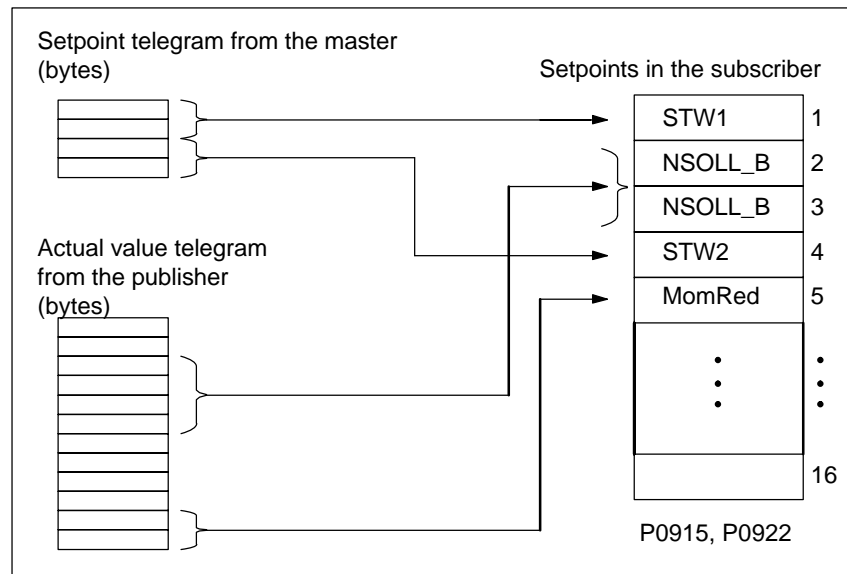 Setpoint telegram from the master
(bytes)
Setpoints in the subscriber
STW1 1
NSOLL_B 2
NSOLL_B 3
STW2 4
MomRed 5
16
Actual value telegram
from the publisher
(bytes)
P0915, P0922